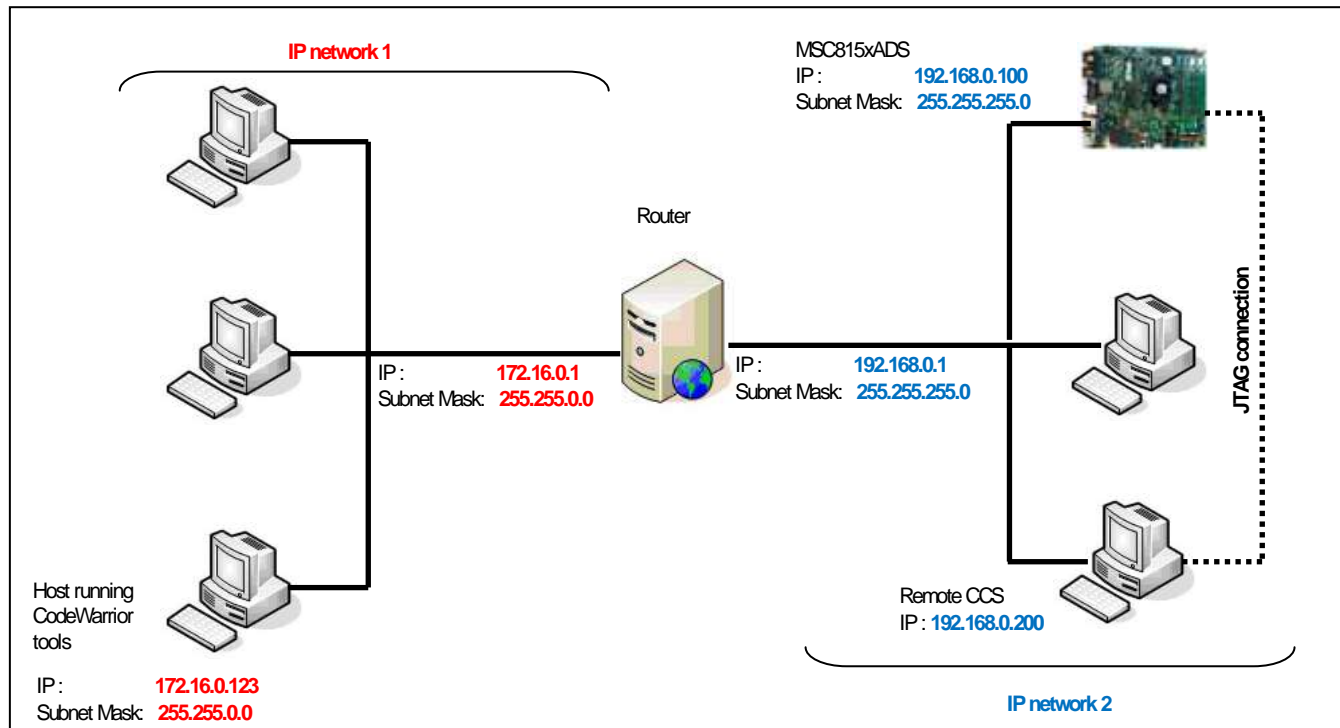 IP network 1
MSC815xADS
IP : 192.168.0.100
Subnet Mask: 255.255.255.0
Router
IP : 172.16.0.1
Subnet Mask: 255.255.0.0
IP : 192.168.0.1
Subnet Mask: 255.255.255.0
JTAG connection
Host running
CodeWarrior
tools
IP : 172.16.0.123
Subnet Mask: 255.255.0.0
Remote CCS
IP : 192.168.0.200
IP network 2